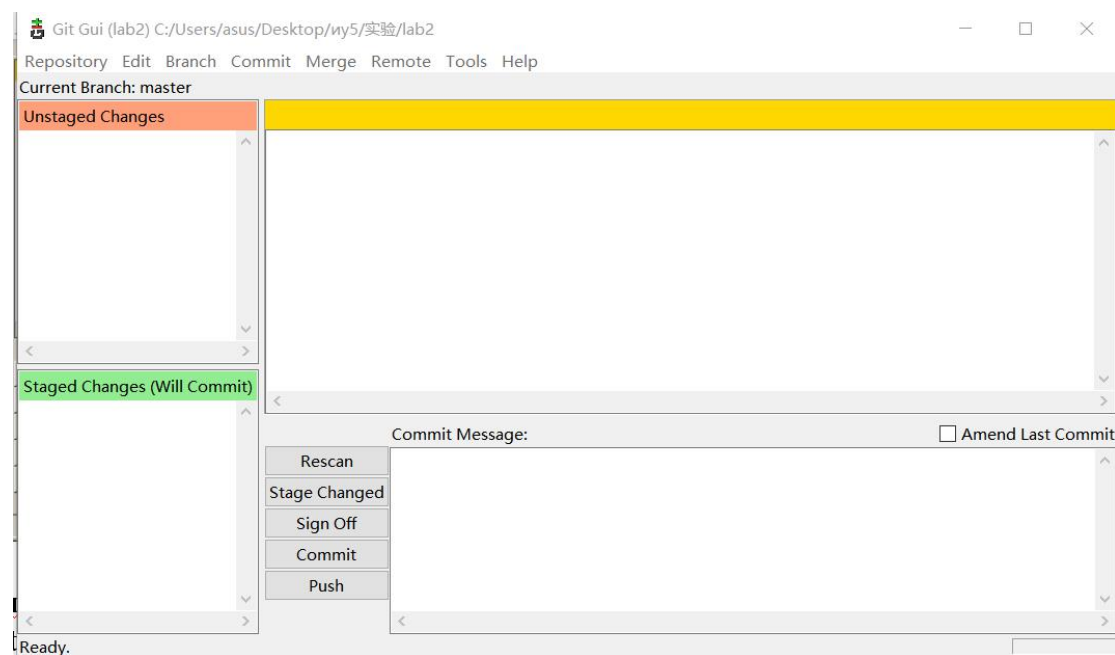 Git Gui (lab2) C:/Users/asus/Desktop/иу5/实验/lab2
Repository Edit Branch Commit Merge Remote Tools Help
Current Branch: master
Unstaged Changes
Staged Changes (Will Commit)
Commit Message:
Amend Last Commit
Rescan
Stage Changed
Sign Off
Commit
Push
Ready.